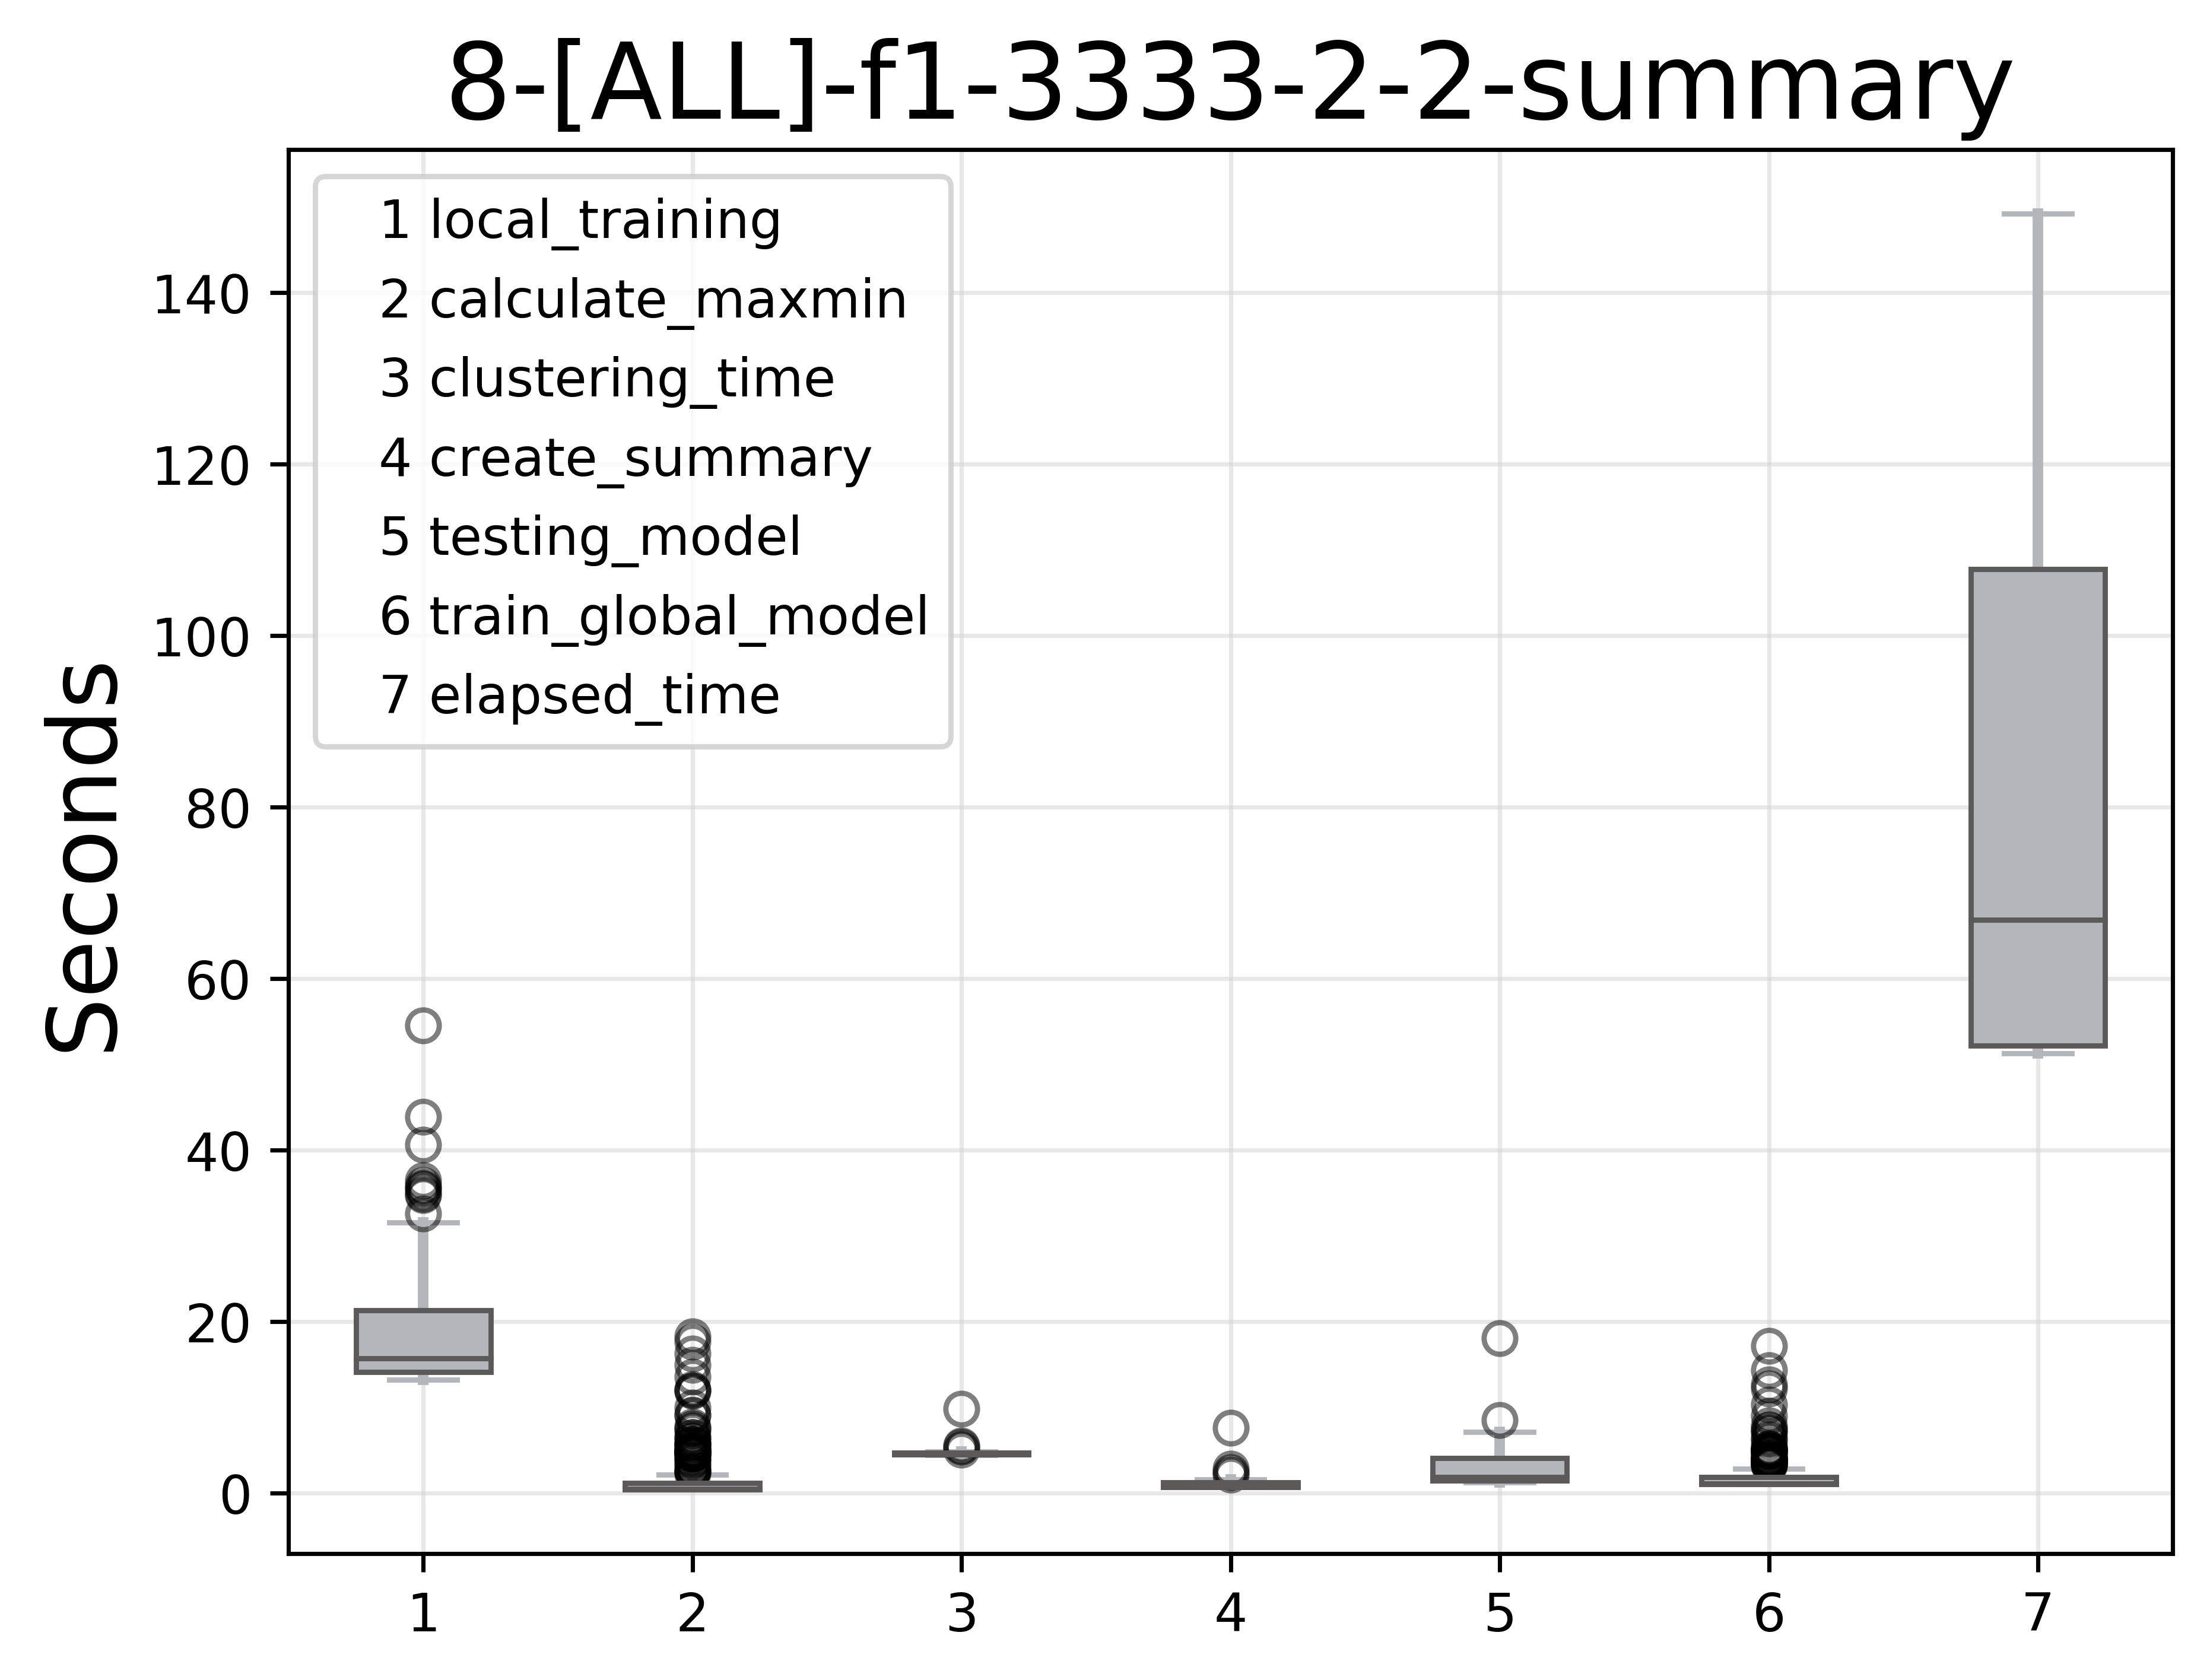 8-[ALL]-f1-3333-2-2-summary
1 local_training
2 calculate_maxmin
3 clustering_time
4 create_summary
5 testing_model
6 train_global_model
7 elapsed_time
Seconds
140
120
100
80
60
40
20
0
1 2 3 4 5 6 7